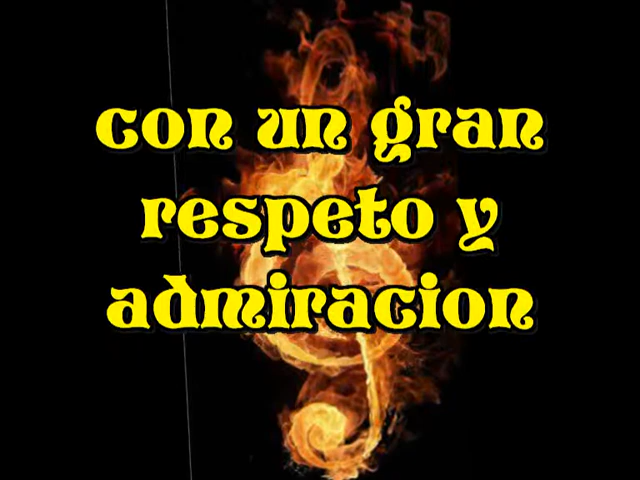 con un gran
respeto y
admiracion